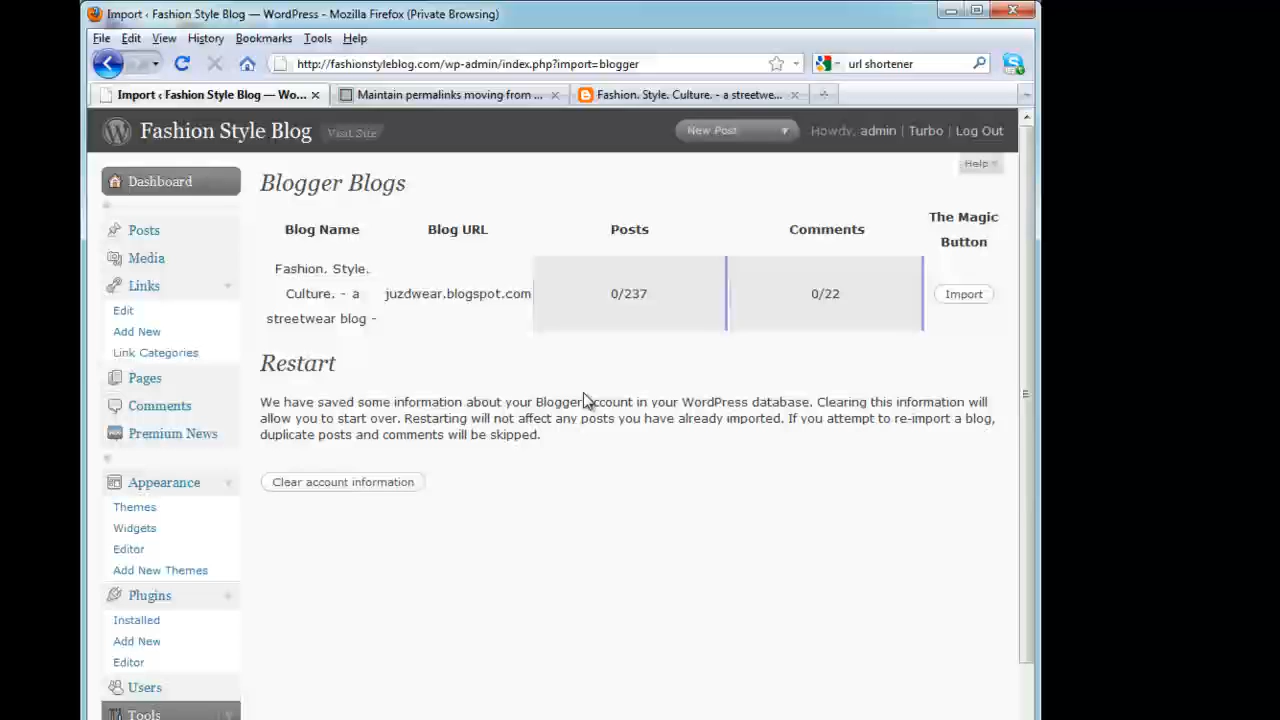 Import ‹ Fashion Style Blog — WordPress - Mozilla Firefox (Private Browsing)
File Edit View History Bookmarks Tools Help
http://fashionstyleblog.com/wp-admin/index.php?import=blogger
url shortener
Import ‹ Fashion Style Blog — Wo...
Maintain permalinks moving from ...
Fashion. Style. Culture. - a streetwe...
Fashion Style Blog
Visit Site
New Post
Howdy, admin | Turbo | Log Out
Help
Dashboard
Posts
Media
Links
Edit
Add New
Link Categories
Pages
Comments
Premium News
Appearance
Themes
Widgets
Editor
Add New Themes
Plugins
Installed
Add New
Editor
Users
Tools
Blogger Blogs
Blog Name
Blog URL
Posts
Comments
The Magic
Button
Fashion. Style.
Culture. - a
streetwear blog -
juzdwear.blogspot.com
0/237
0/22
Import
Restart
We have saved some information about your Blogger account in your WordPress database. Clearing this information will
allow you to start over. Restarting will not affect any posts you have already imported. If you attempt to re-import a blog,
duplicate posts and comments will be skipped.
Clear account information